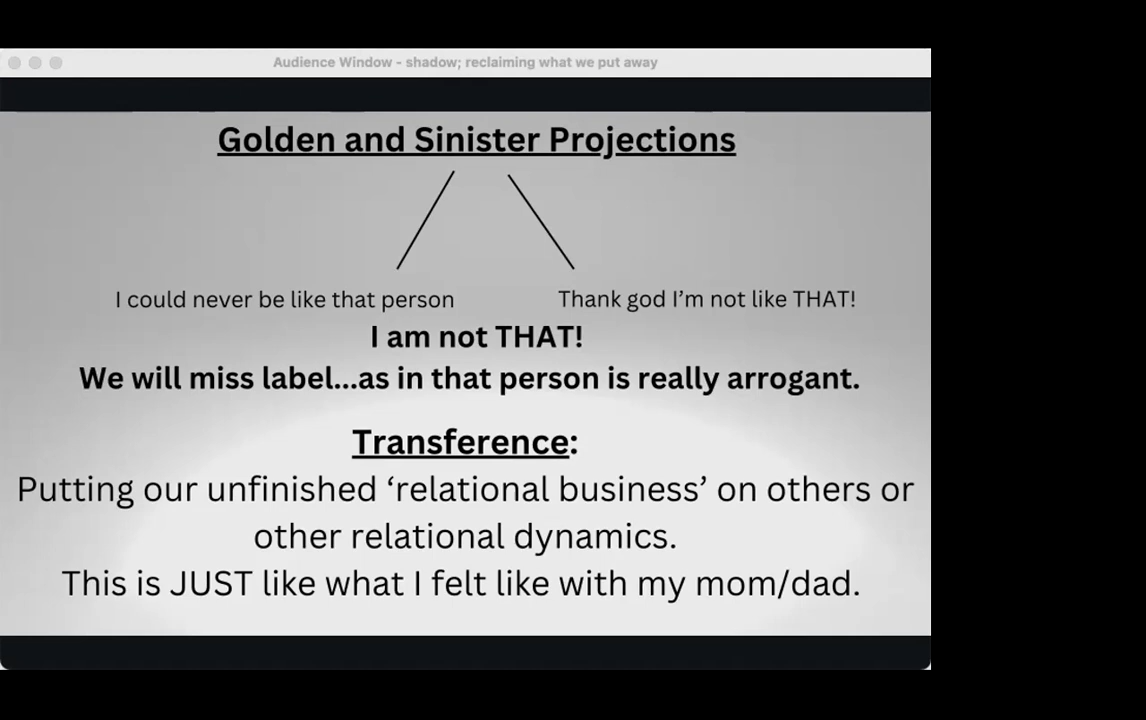 Audience Window - shadow; reclaiming what we put away
Golden and Sinister Projections
I could never be like that person
Thank god I'm not like THAT!
I am not THAT!
We will miss label...as in that person is really arrogant.
Transference:
Putting our unfinished ‘relational business’ on others or
other relational dynamics.
This is JUST like what I felt like with my mom/dad.